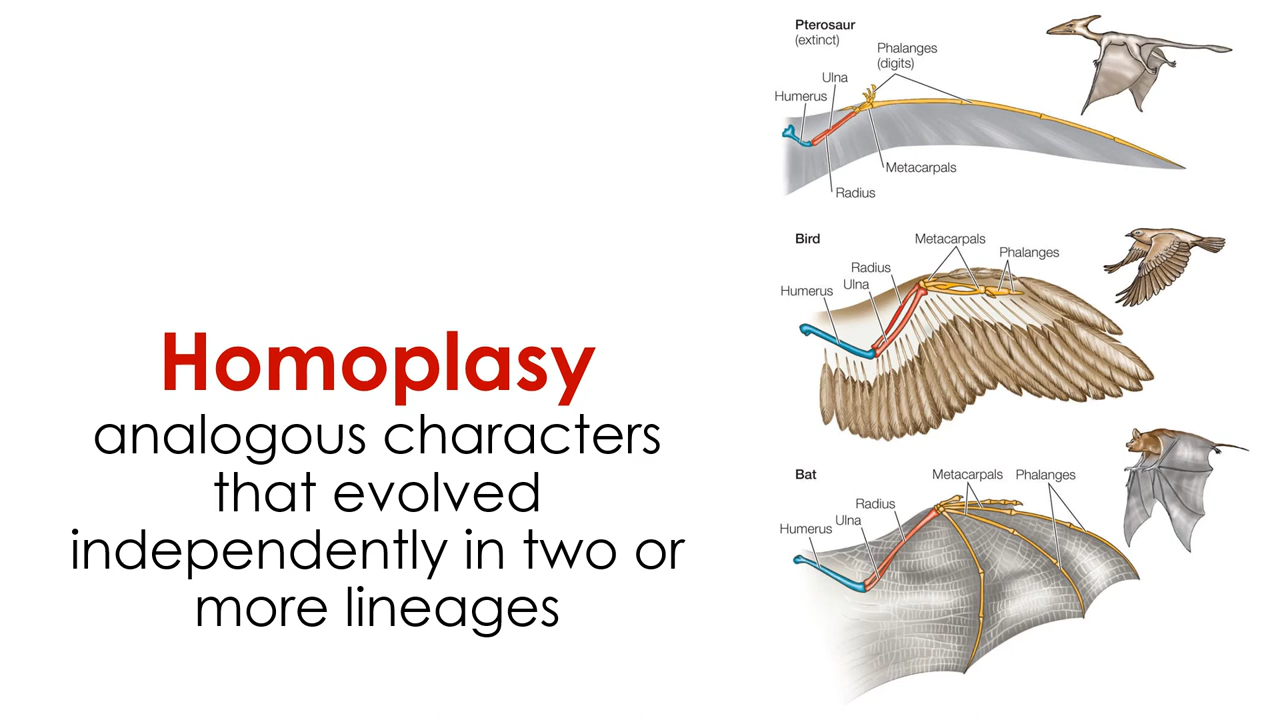 Homoplasy
analogous characters
that evolved
independently in two or
more lineages
Pterosaur
(extinct)
Phalanges
(digits)
Ulna
Humerus
Metacarpals
Radius
Bird
Metacarpals
Phalanges
Radius
Ulna
Humerus
Bat
Metacarpals
Phalanges
Radius
Ulna
Humerus